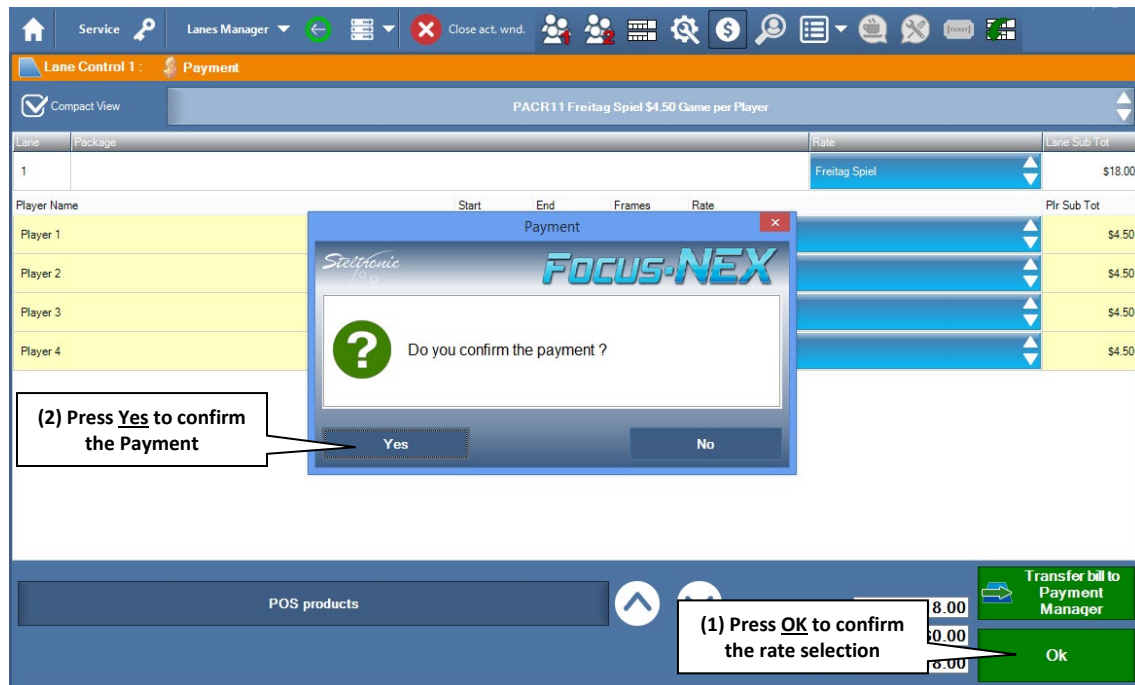 Service
Lanes Manager
Close act. wnd.
Lane Control 1 :
Payment
Compact View
PACR11 Freitag Spiel $4.50 Game per Player
Lane Package Rate Lane Sub Tot
1 Freitag Spiel $18.00
Player Name Start End Frames Rate Plr Sub Tot
Player 1 $4.50
Player 2 $4.50
Player 3 $4.50
Player 4 $4.50
Payment
Steltronic
FOCUS-NEX
Do you confirm the payment ?
Yes
No
(2) Press Yes to confirm
the Payment
POS products
8.00
Transfer bill to
Payment
Manager
(1) Press OK to confirm
the rate selection
Ok